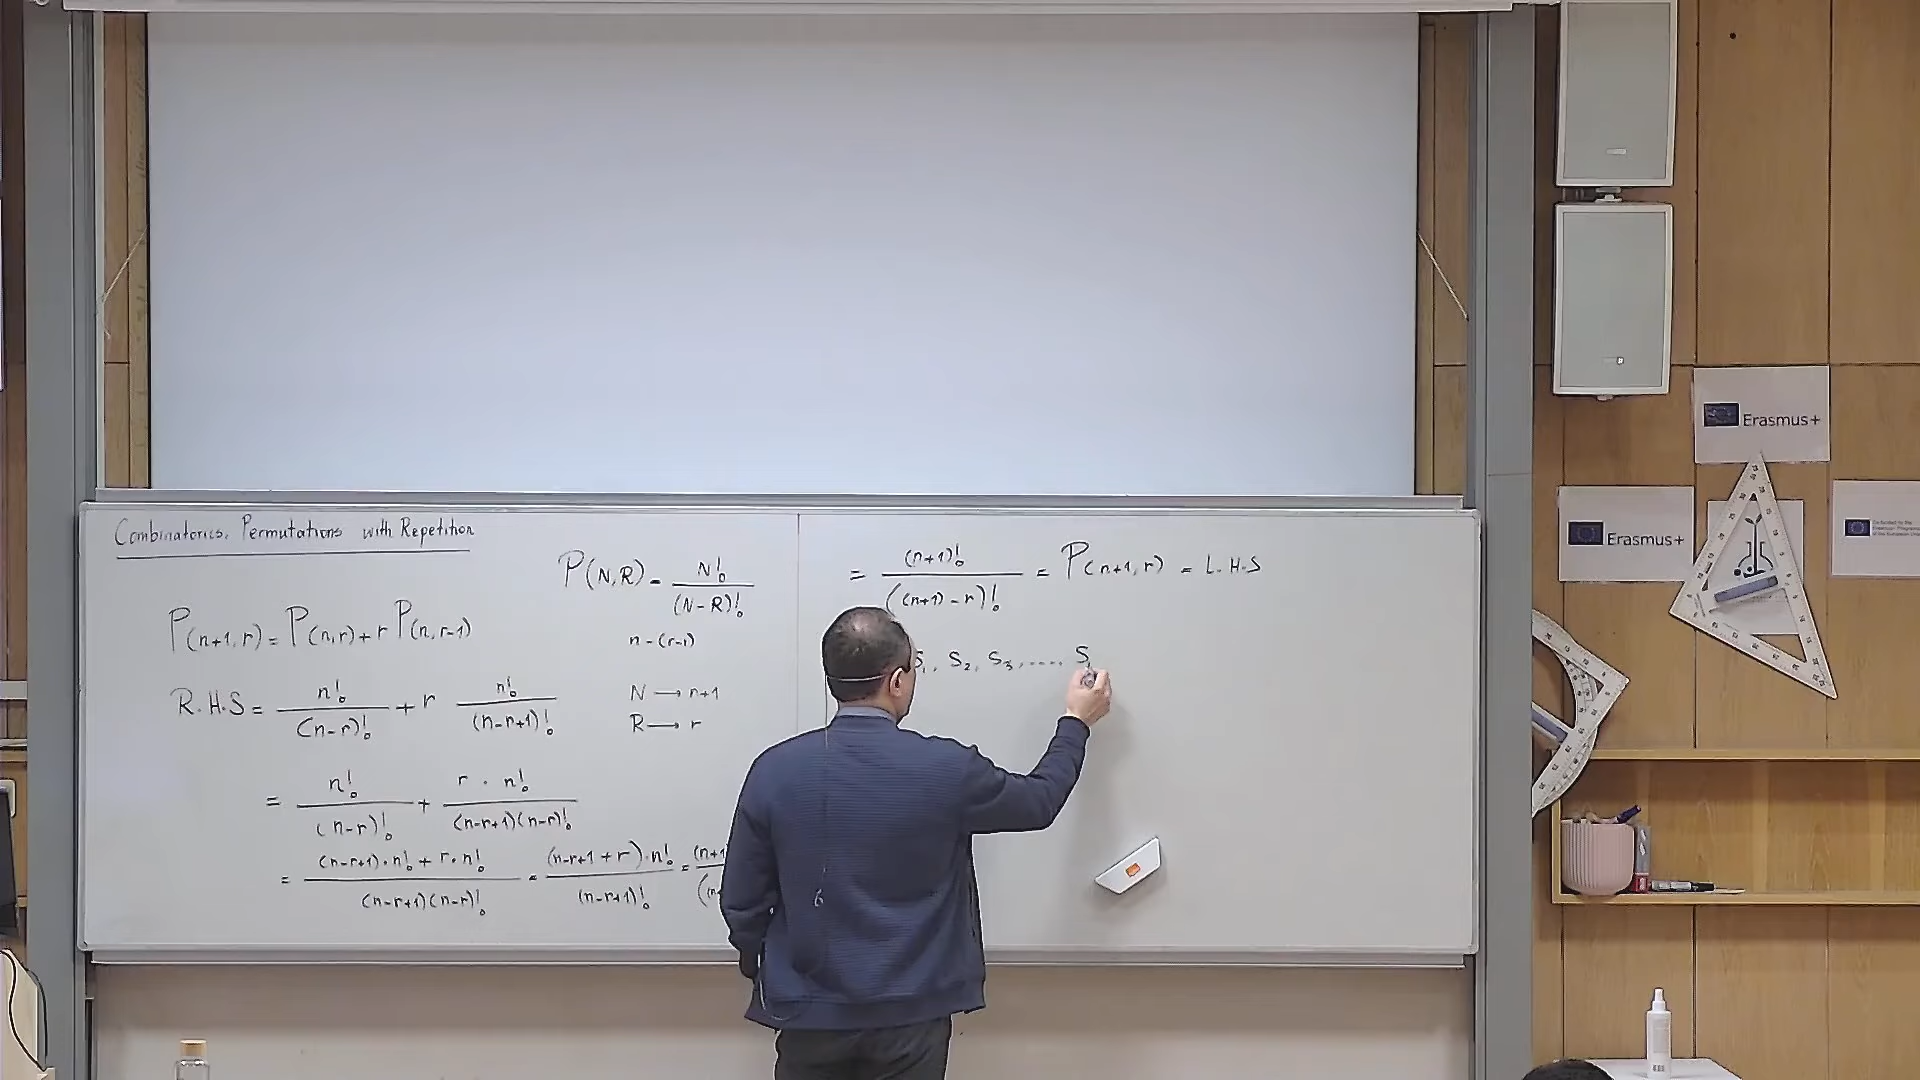 Combinatorics, Permutations with Repetition
P(N,R) = N! / (N-R)!
P(n+1,r) = P(n,r) + r P(n,r-1)
n-(r-1)
R.H.S = n! / (n-r)! + r n! / (n-r+1)!
N → n+1
R → r
= n! / (n-r)! + r · n! / (n-r+1)(n-r)!
= (n-r+1)·n! + r·n! / (n-r+1)(n-r)! = (n-r+1+r)·n! / (n-r+1)! = (n+1
= (n+1)! / ((n+1)-r)! = P(n+1,r) = L.H.S
S1, S2, S3, ....., S
Erasmus+
Erasmus+